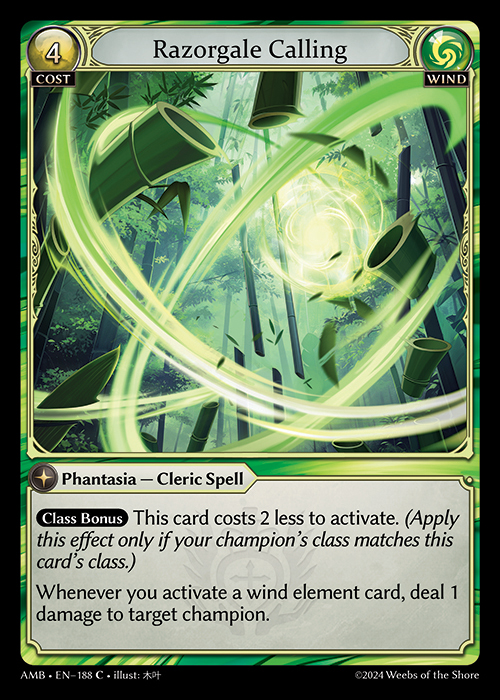 4
Razorgale Calling
COST
WIND
Phantasia — Cleric Spell
Class Bonus This card costs 2 less to activate. (Apply
this effect only if your champion's class matches this
card's class.)
Whenever you activate a wind element card, deal 1
damage to target champion.
AMB • EN–188 C • illust: 木叶
©2024 Weebs of the Shore